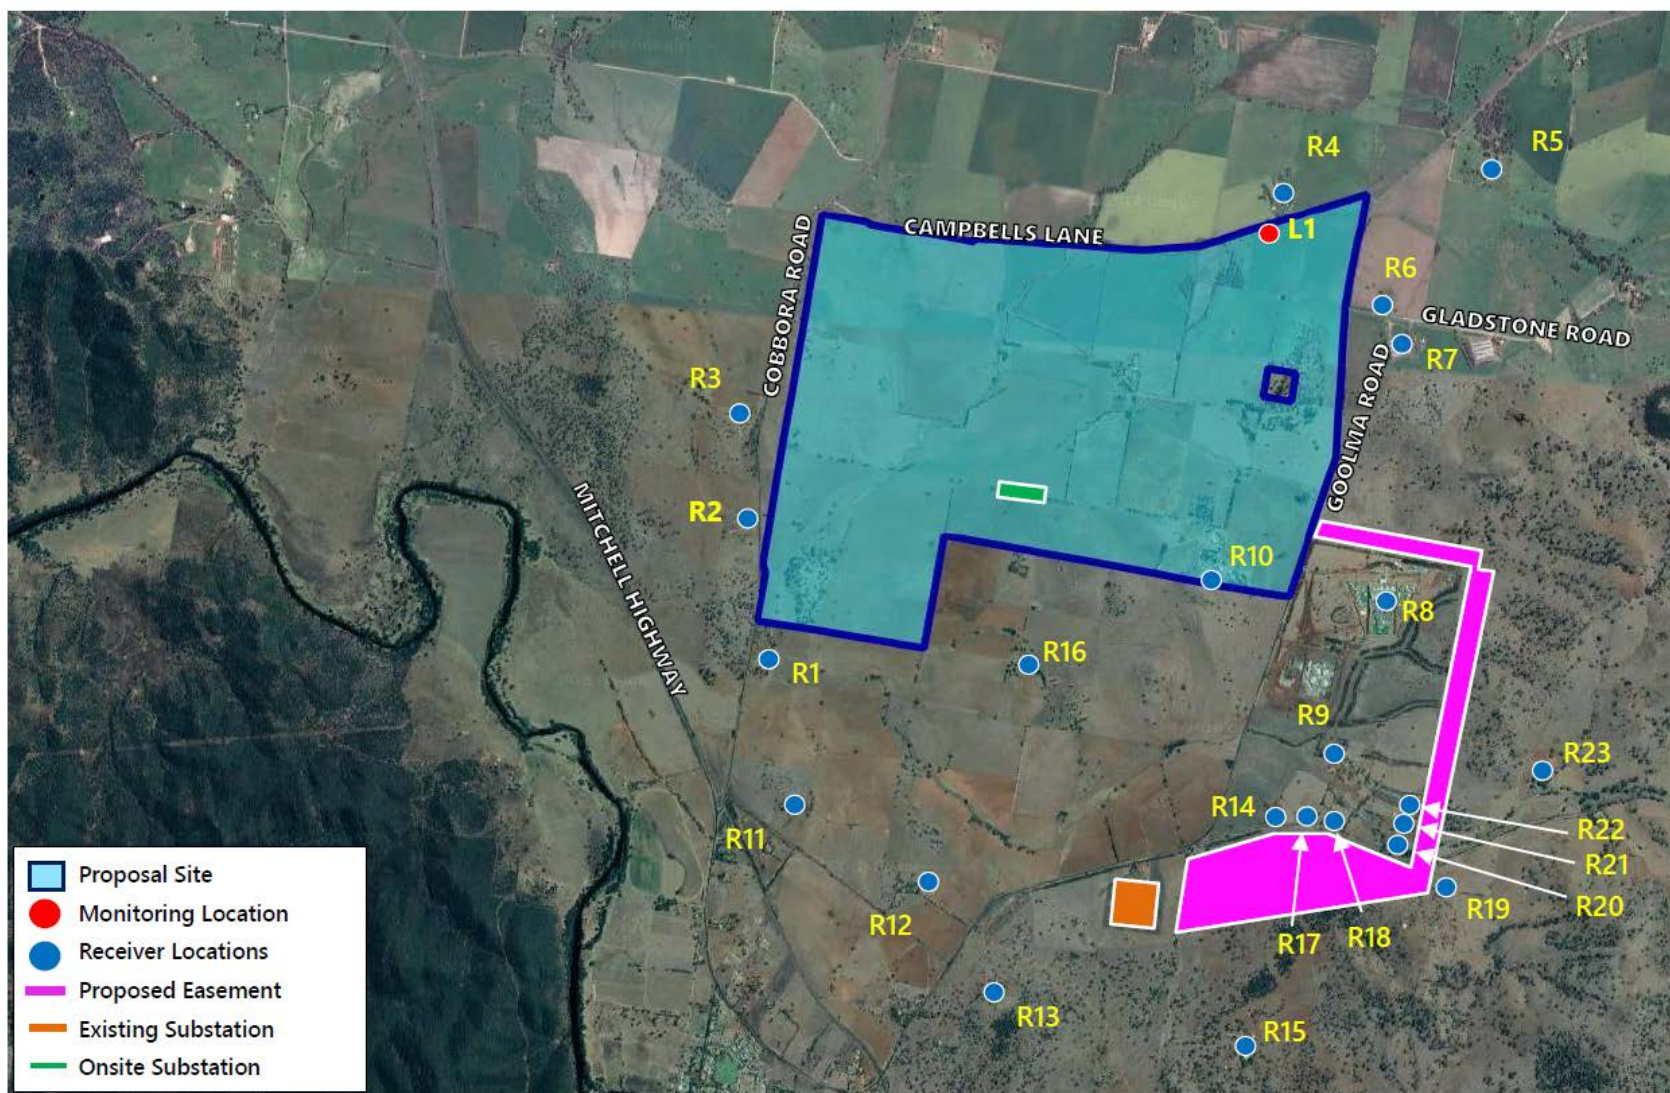 R4
R5
CAMPBELLS LANE
L1
COBBORA ROAD
R6
GLADSTONE ROAD
R7
R3
GOOLMA ROAD
R2
MITCHELL HIGHWAY
R10
R8
R16
R1
R9
R23
R14
R11
R22
R21
R20
R19
R12
R17
R18
R13
R15
Proposal Site
Monitoring Location
Receiver Locations
Proposed Easement
Existing Substation
Onsite Substation